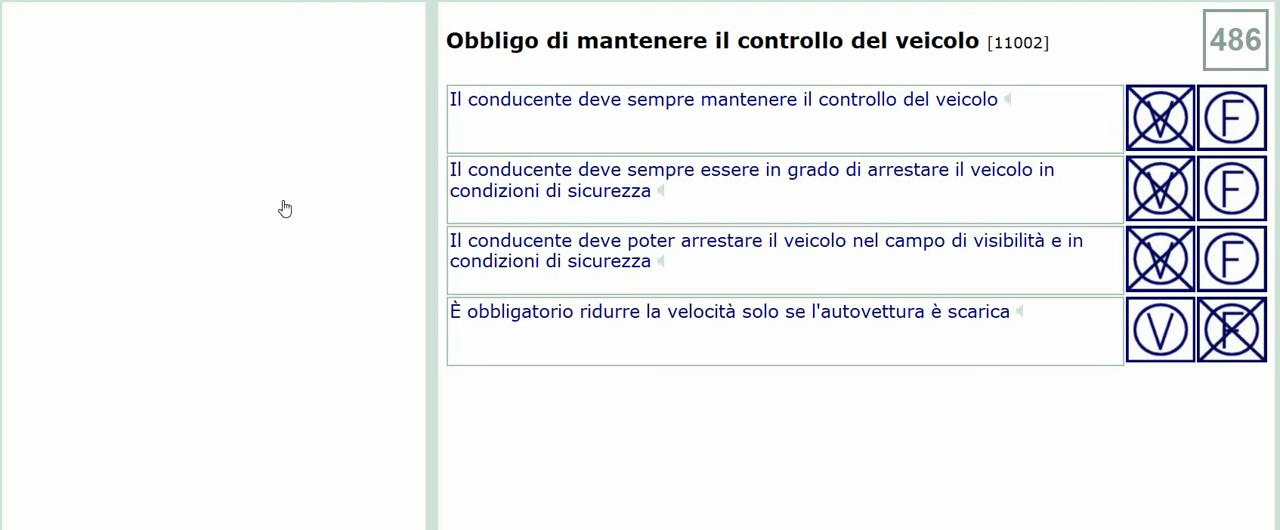 Obbligo di mantenere il controllo del veicolo [11002]
486
Il conducente deve sempre mantenere il controllo del veicolo
V F
Il conducente deve sempre essere in grado di arrestare il veicolo in
condizioni di sicurezza
V F
Il conducente deve poter arrestare il veicolo nel campo di visibilità e in
condizioni di sicurezza
V F
È obbligatorio ridurre la velocità solo se l'autovettura è scarica
V F